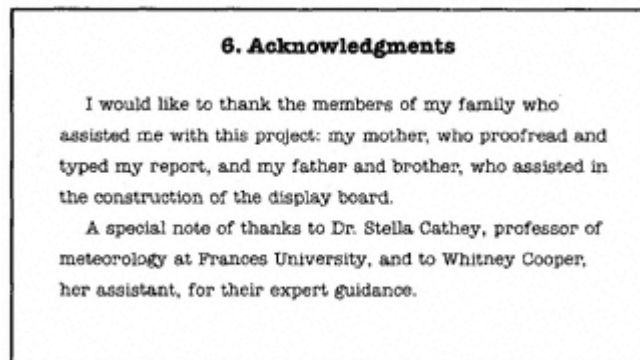 6. Acknowledgments
I would like to thank the members of my family who
assisted me with this project: my mother, who proofread and
typed my report, and my father and brother, who assisted in
the construction of the display board.
A special note of thanks to Dr. Stella Cathey, professor of
meteorology at Frances University, and to Whitney Cooper,
her assistant, for their expert guidance.